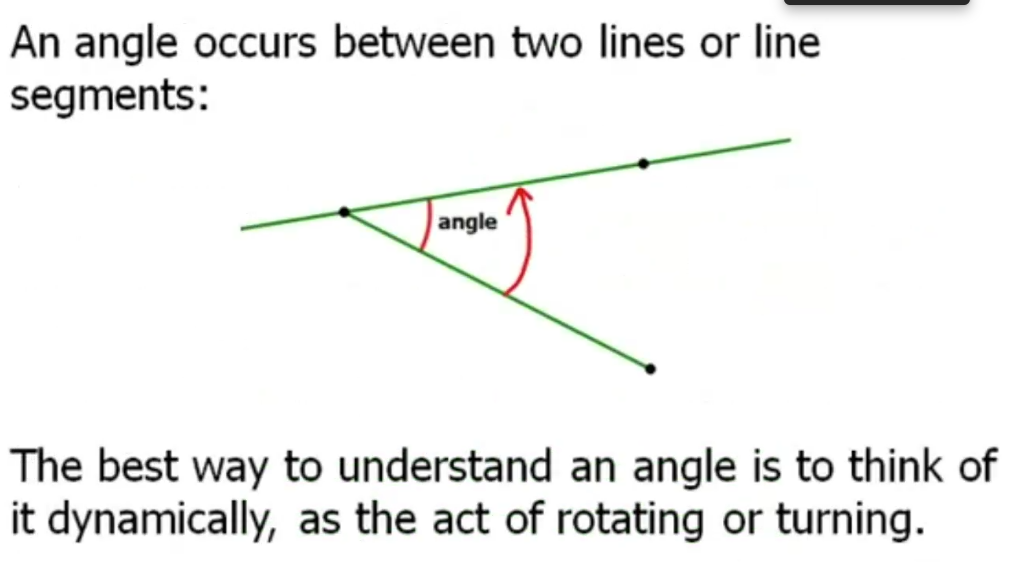 An angle occurs between two lines or line
segments:
angle
The best way to understand an angle is to think of
it dynamically, as the act of rotating or turning.